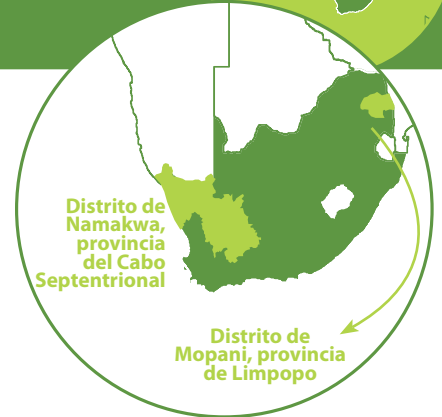 Distrito de
Namakwa,
provincia
del Cabo
Septentrional
Distrito de
Mopani, provincia
de Limpopo